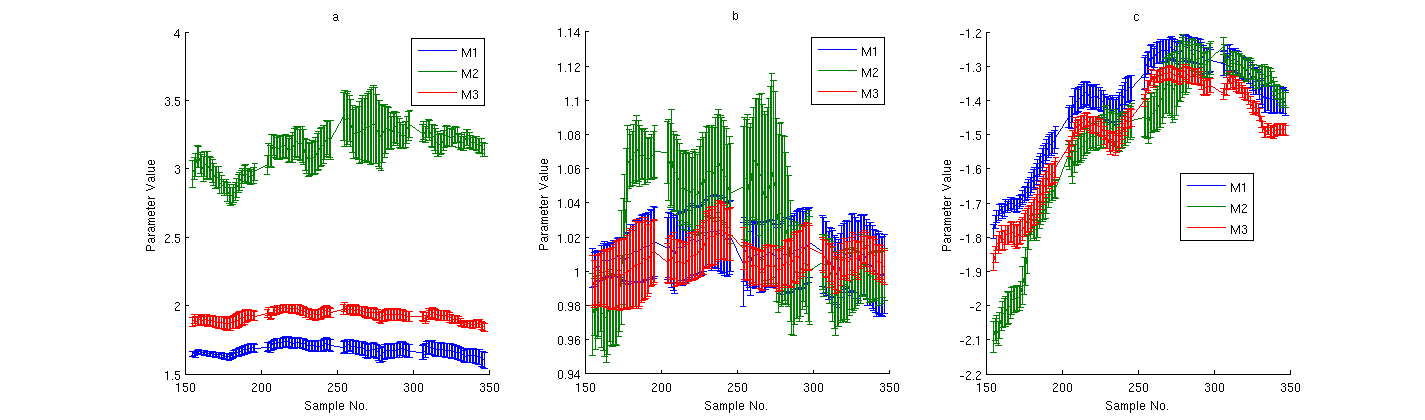 a
Parameter Value
4
3.5
3
2.5
2
1.5
150 200 250 300 350
Sample No.
M1
M2
M3
b
Parameter Value
1.14
1.12
1.1
1.08
1.06
1.04
1.02
1
0.98
0.96
0.94
150 200 250 300 350
Sample No.
M1
M2
M3
c
Parameter Value
-1.2
-1.3
-1.4
-1.5
-1.6
-1.7
-1.8
-1.9
-2
-2.1
-2.2
150 200 250 300 350
Sample No.
M1
M2
M3